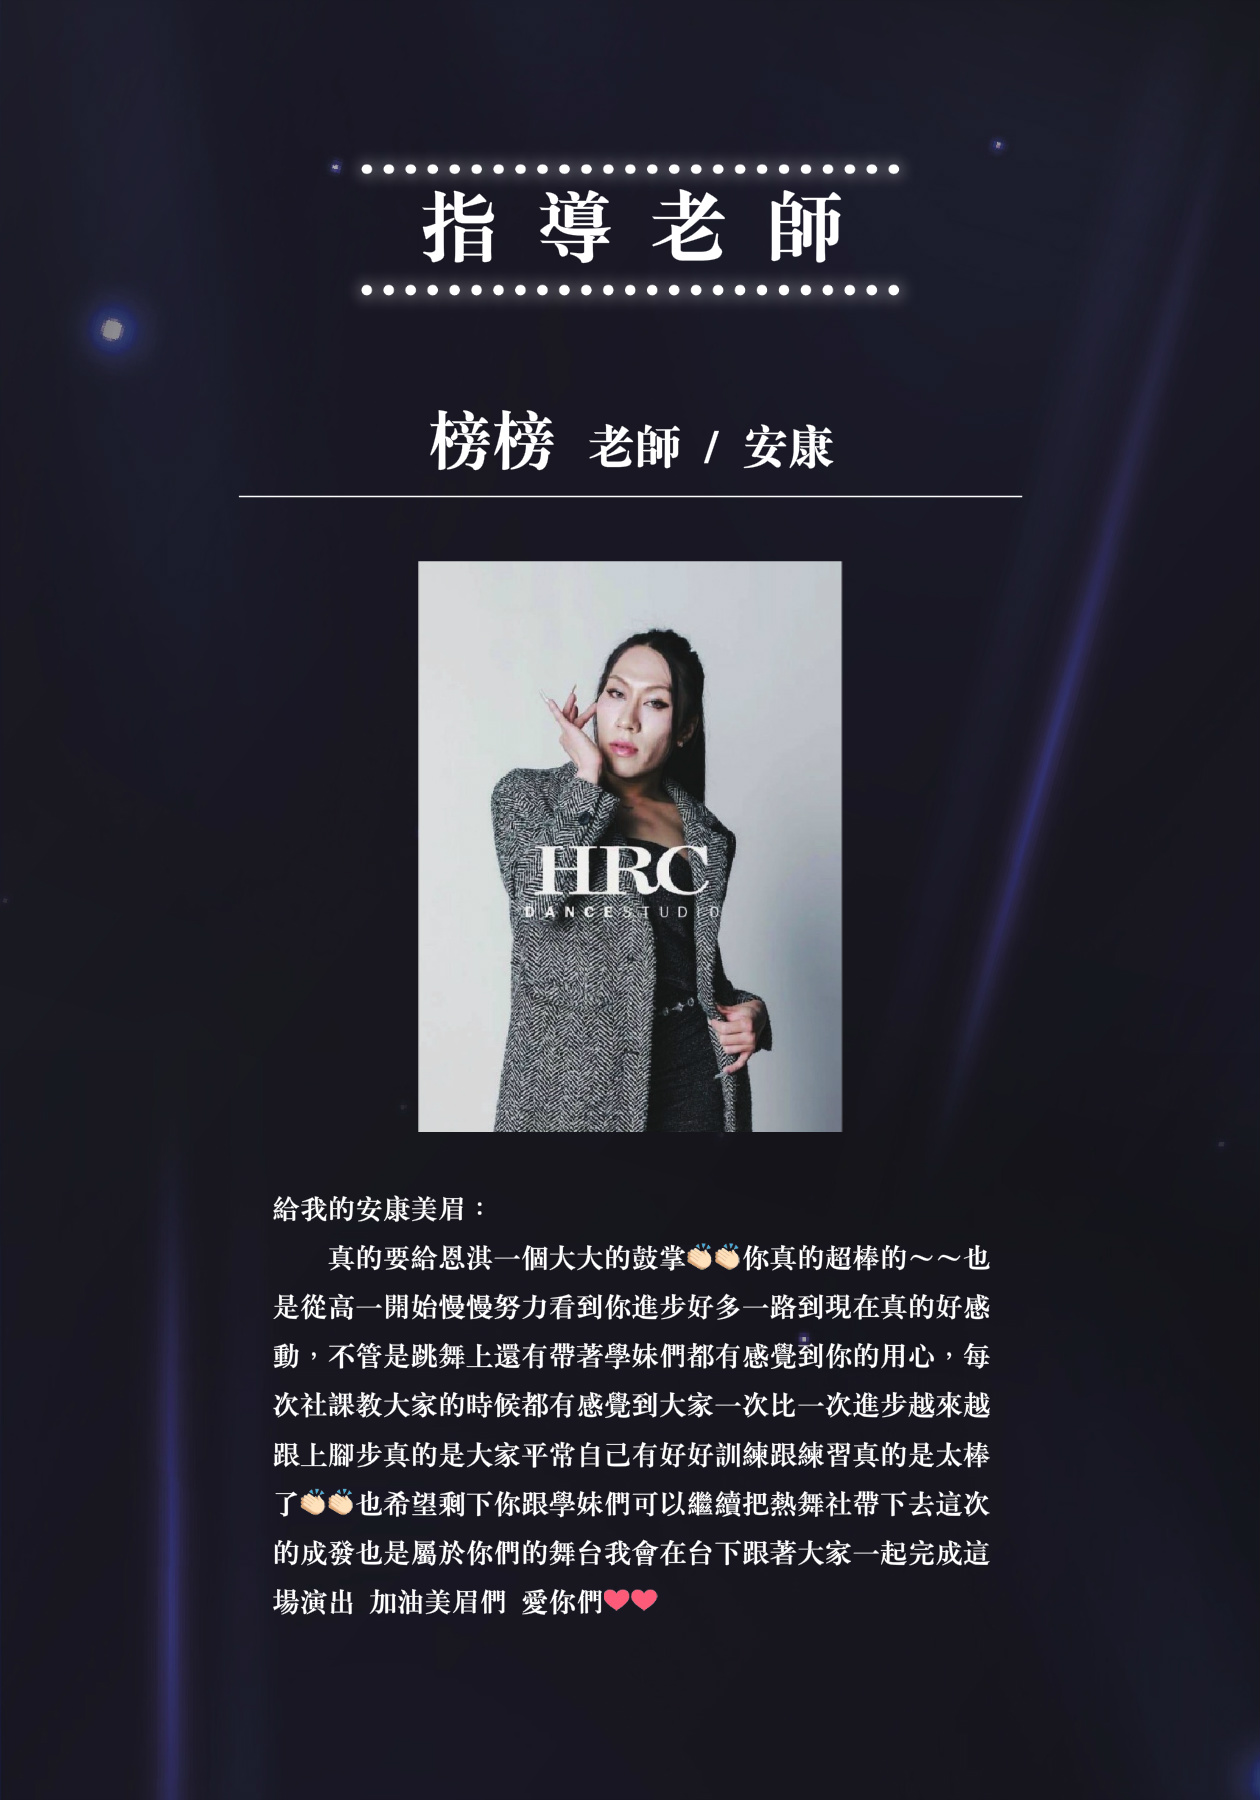 指導老師
榜榜 老師 / 安康
HRC
DANCESTUDIO
給我的安康美眉：
真的要給恩淇一個大大的鼓掌👏🏻👏🏻你真的超棒的～～也
是從高一開始慢慢努力看到你進步好多一路到現在真的好感
動，不管是跳舞上還有帶著學妹們都有感覺到你的用心，每
次社課教大家的時候都有感覺到大家一次比一次進步越來越
跟上腳步真的是大家平常自己有好好訓練跟練習真的是太棒
了👏🏻👏🏻也希望剩下你跟學妹們可以繼續把熱舞社帶下去這次
的成發也是屬於你們的舞台我會在台下跟著大家一起完成這
場演出 加油美眉們 愛你們❤️❤️